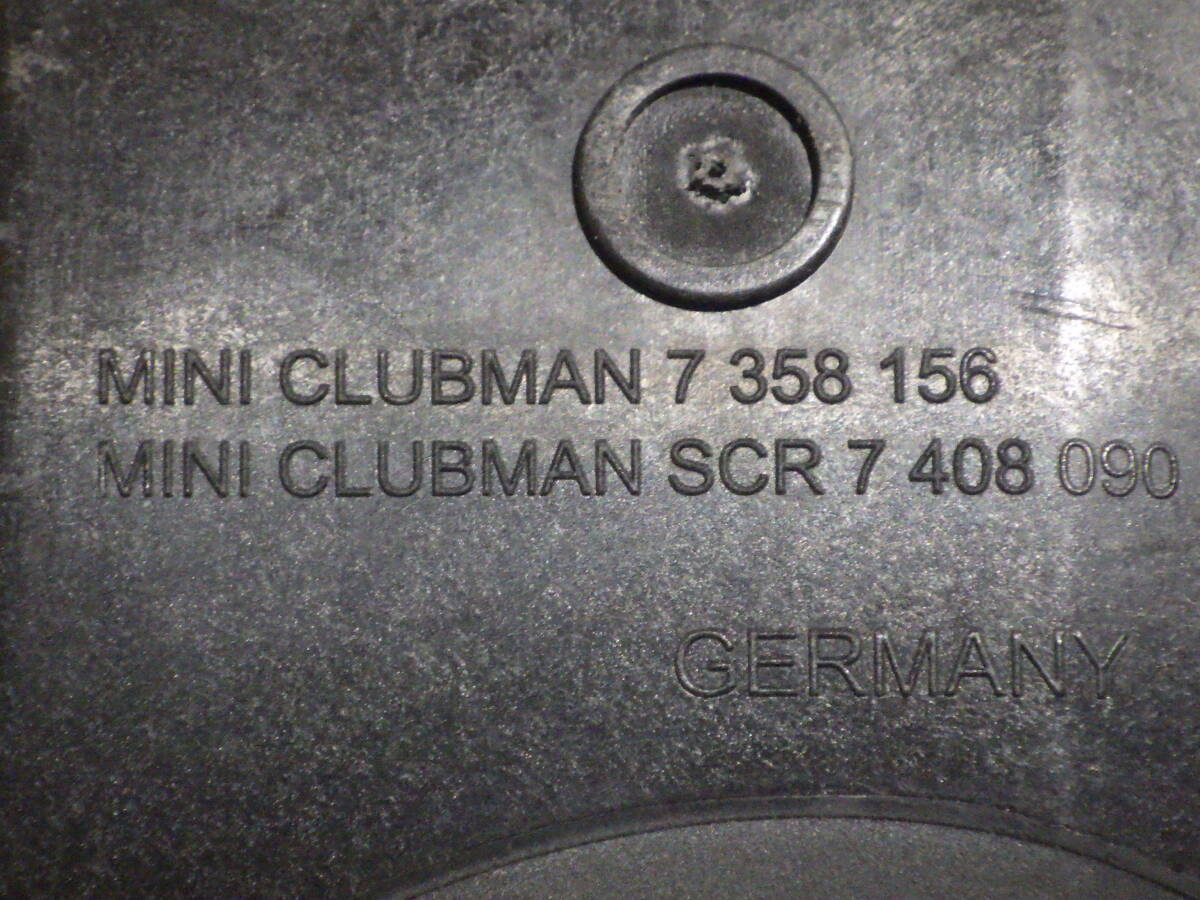 MINI CLUBMAN 7 358 156
MINI CLUBMAN SCR 7 408 090
GERMANY